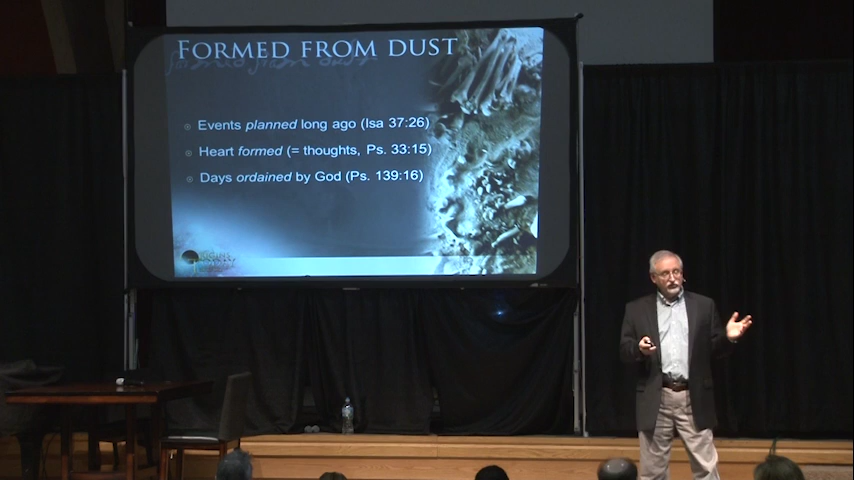 FORMED FROM DUST
Events planned long ago (Isa 37:26)
Heart formed (= thoughts, Ps. 33:15)
Days ordained by God (Ps. 139:16)